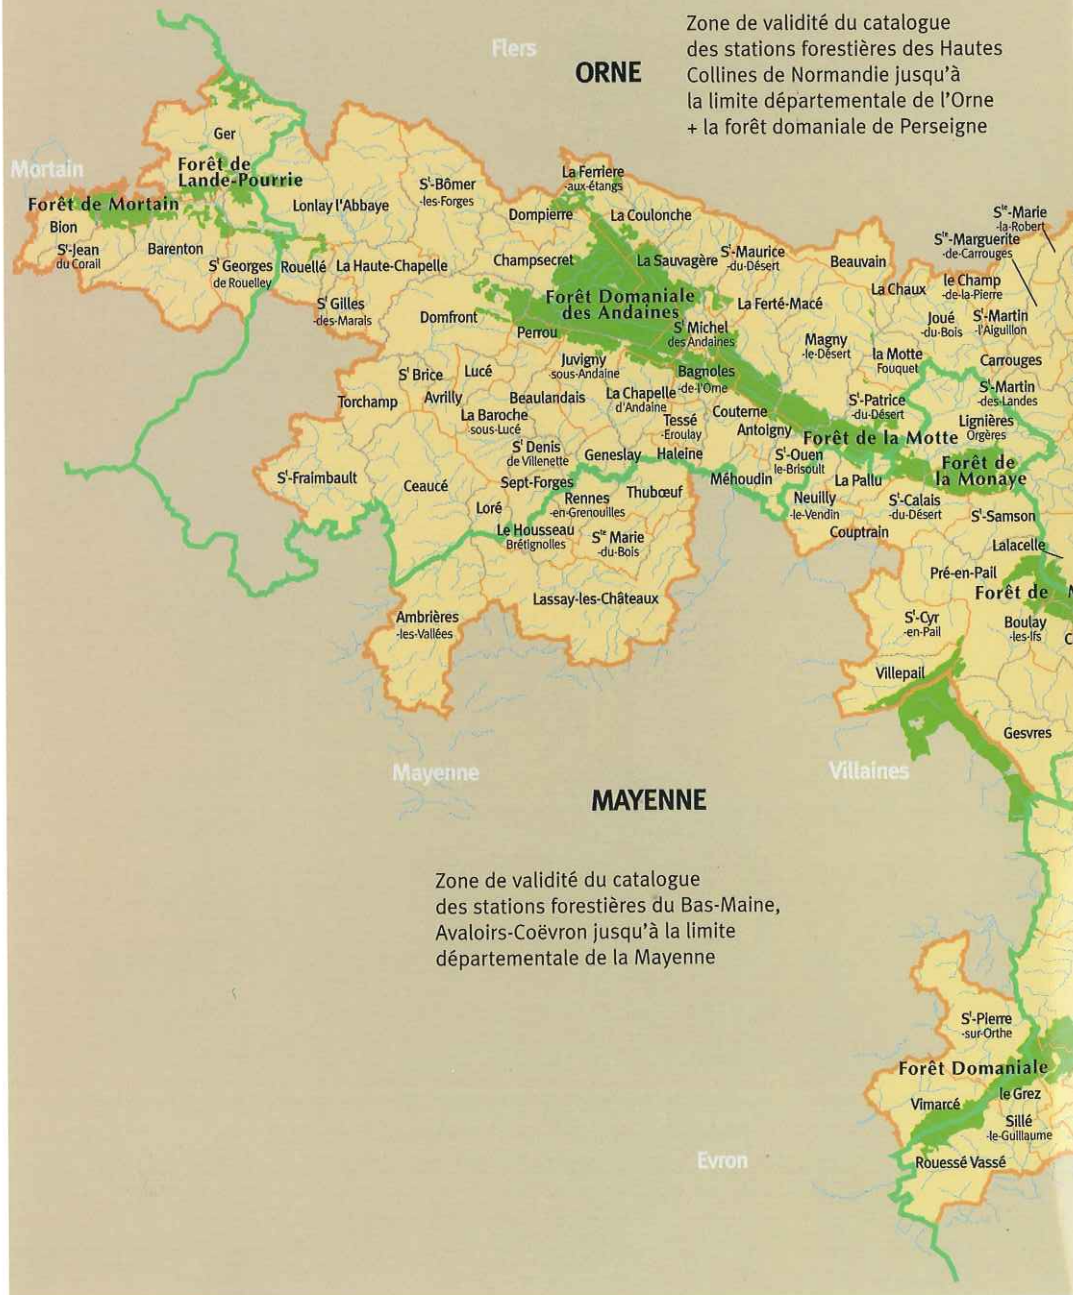 Zone de validité du catalogue
des stations forestières des Hautes
Collines de Normandie jusqu'à
la limite départementale de l'Orne
+ la forêt domaniale de Perseigne
Flers
ORNE
Ger
Mortain
Forêt de
Lande-Pourrie
Forêt de Mortain
Bion
St-Jean
du Corail
Barenton
St Georges
de Rouelley
Rouellé
Lonlay l'Abbaye
La Haute-Chapelle
St-Bômer
-les-Forges
St Gilles
-des-Marais
La Ferriere
-aux-étangs
Dompierre
La Coulonche
Champsecret
La Sauvagère
St-Maurice
-du-Désert
Beauvain
Ste-Marie
-la-Robert
Ste-Marguerite
-de-Carrouges
La Chaux
le Champ
-de-la-Pierre
Forêt Domaniale
des Andaines
La Ferté-Macé
Joué
-du-Bois
St-Martin
-l'Aiguillon
Domfront
Perrou
St Michel
des Andaines
Magny
-le-Désert
la Motte
Fouquet
Carrouges
St Brice
Lucé
Juvigny
-sous-Andaine
Bagnoles
-de-l'Orne
St-Martin
-des-Landes
Torchamp
Avrilly
Beaulandais
La Chapelle
d'Andaine
St-Patrice
-du-Désert
La Baroche
-sous-Lucé
Tessé
-Eroulay
Couterne
Antoigny
Lignières
Orgères
Forêt de la Motte
St Denis
de Villenette
Geneslay
Haleine
St-Ouen
le-Brisoult
Forêt de
la Monaye
St-Fraimbault
Ceaucé
Sept-Forges
Méhoudin
La Pallu
Thubœuf
Rennes
-en-Grenouilles
Neuilly
-le-Vendin
St-Calais
-du-Désert
Loré
St-Samson
Le Housseau
Brétignolles
Ste Marie
-du-Bois
Couptrain
Lalacelle
Pré-en-Pail
Forêt de M
Lassay-les-Châteaux
Ambrières
-les-Vallées
St-Cyr
-en-Pail
Boulay
-les-Ifs
C
Villepail
Gesvres
Mayenne
Villaines
MAYENNE
Zone de validité du catalogue
des stations forestières du Bas-Maine,
Avaloirs-Coëvron jusqu'à la limite
départementale de la Mayenne
St-Pierre
-sur-Orthe
Forêt Domaniale
Vimarcé
le Grez
Sillé
-le-Guillaume
Evron
Rouessé Vassé